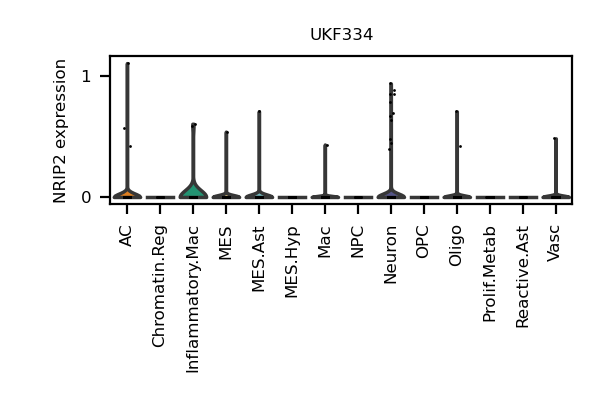 UKF334
NRIP2 expression
1
0
AC
Chromatin.Reg
Inflammatory.Mac
MES
MES.Ast
MES.Hyp
Mac
NPC
Neuron
OPC
Oligo
Prolif.Metab
Reactive.Ast
Vasc